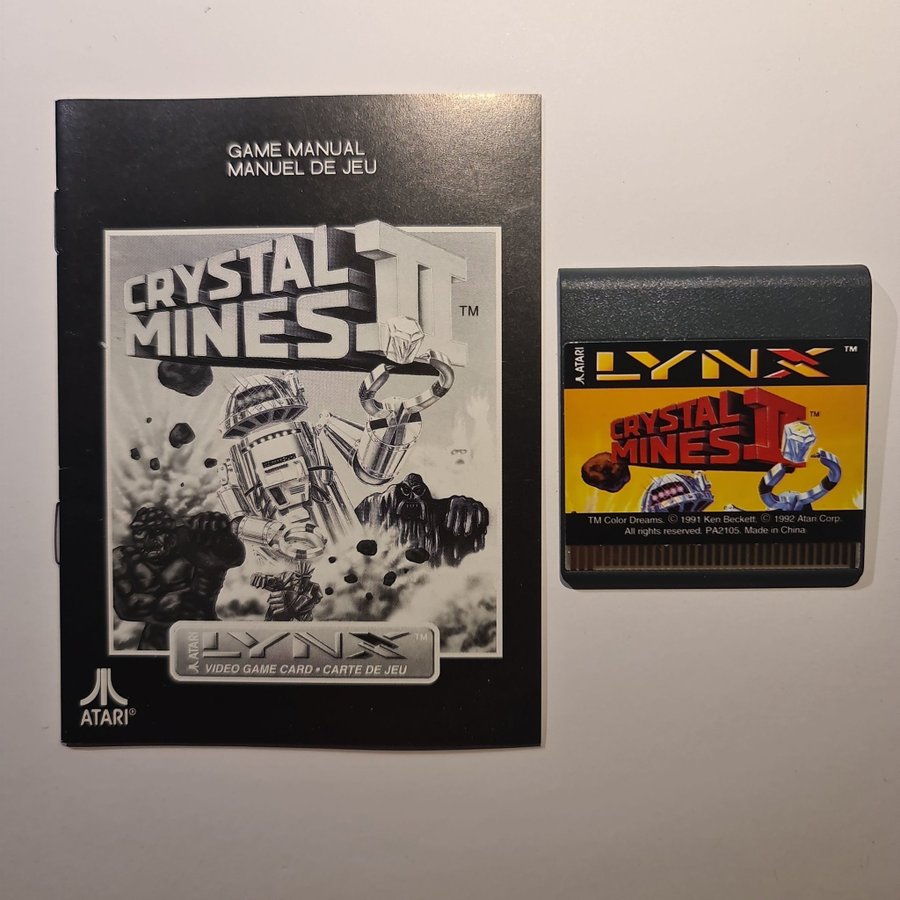 GAME MANUAL
MANUEL DE JEU
CRYSTAL
MINES II
TM
ATARI LYNX TM
VIDEO GAME CARD • CARTE DE JEU
ATARI®
ATARI LYNX TM
CRYSTAL
MINES II TM
TM Color Dreams. © 1991 Ken Beckett. © 1992 Atari Corp.
All rights reserved. PA2105. Made in China